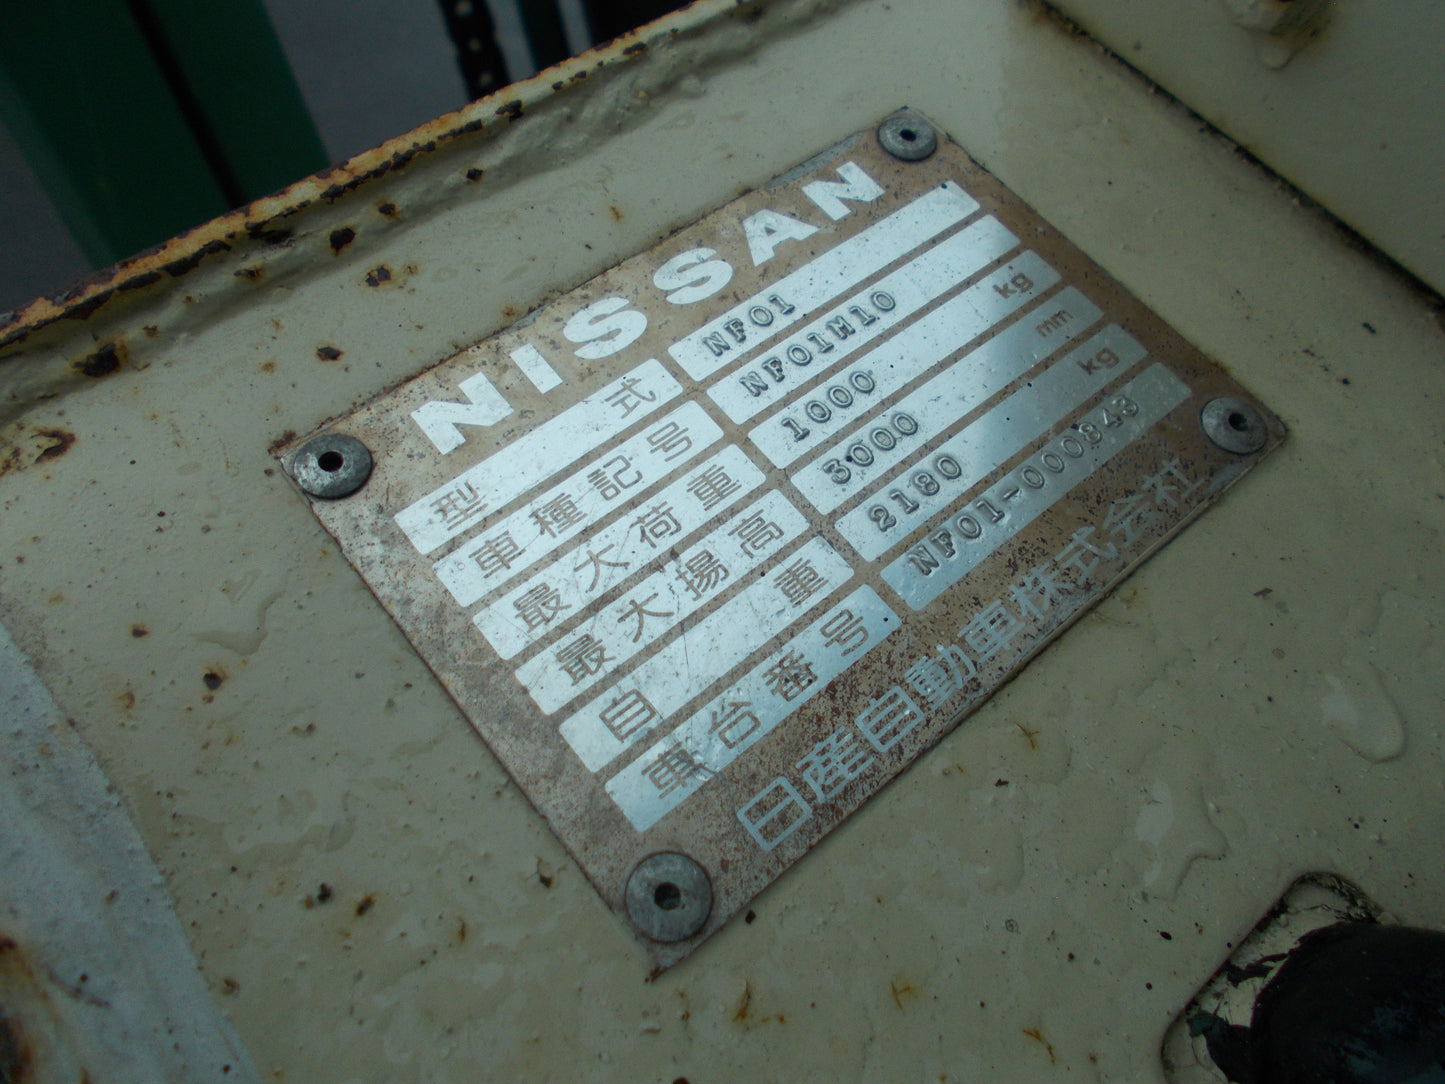 NISSAN
型式 NF01
車種記号 NF01M10
最大荷重 1000 kg
最大揚高 3000 mm
自重 2180 kg
車台番号 NF01-000843
日産自動車株式会社